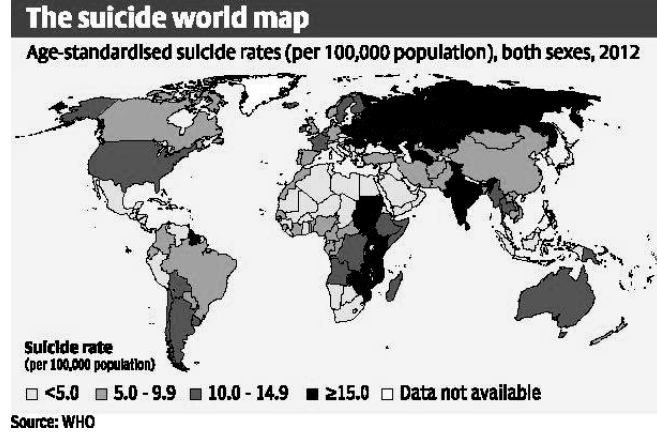 The suicide world map
Age-standardised suicide rates (per 100,000 population), both sexes, 2012
Suicide rate
(per 100,000 population)
<5.0 5.0 - 9.9 10.0 - 14.9 ≥15.0 Data not available
Source: WHO